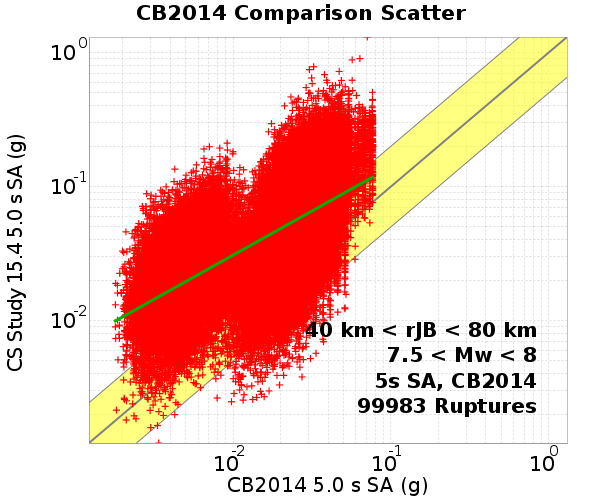 CB2014 Comparison Scatter
10^0
10^-1
10^-2
CS Study 15.4 5.0 s SA (g)
40 km < rJB < 80 km
7.5 < Mw < 8
5s SA, CB2014
99983 Ruptures
10^-2 10^-1 10^0
CB2014 5.0 s SA (g)